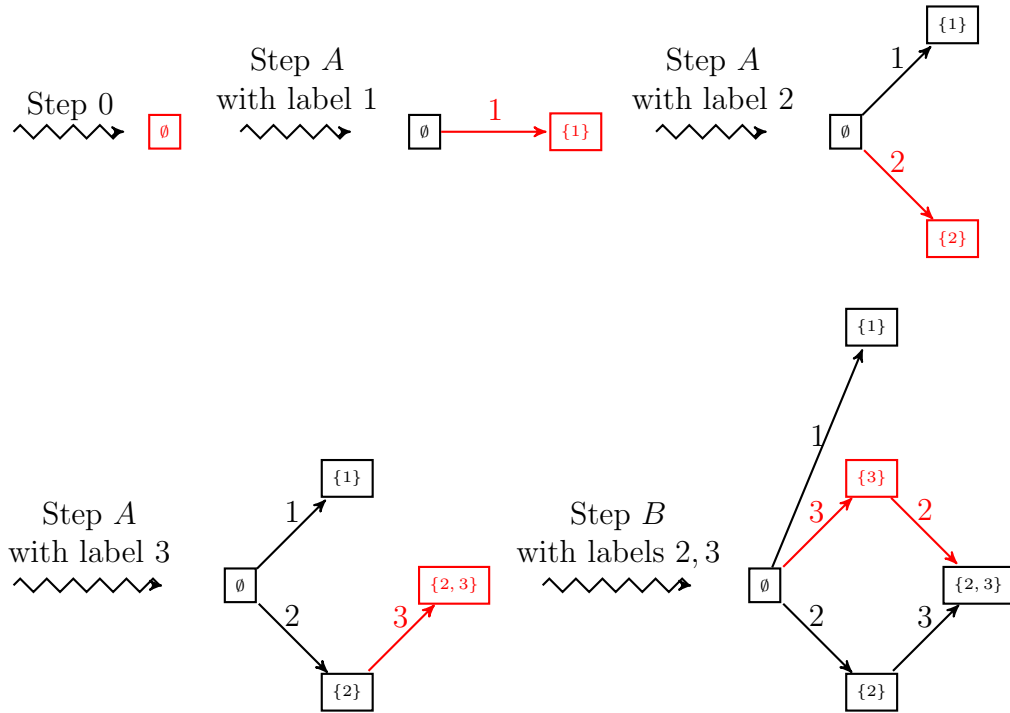 Step 0
∅
Step A
with label 1
∅
1
{1}
Step A
with label 2
{1}
1
∅
2
{2}
Step A
with label 3
{1}
1
∅
2
3
{2, 3}
{2}
Step B
with labels 2, 3
{1}
1
{3}
3
2
∅
{2, 3}
2
3
{2}